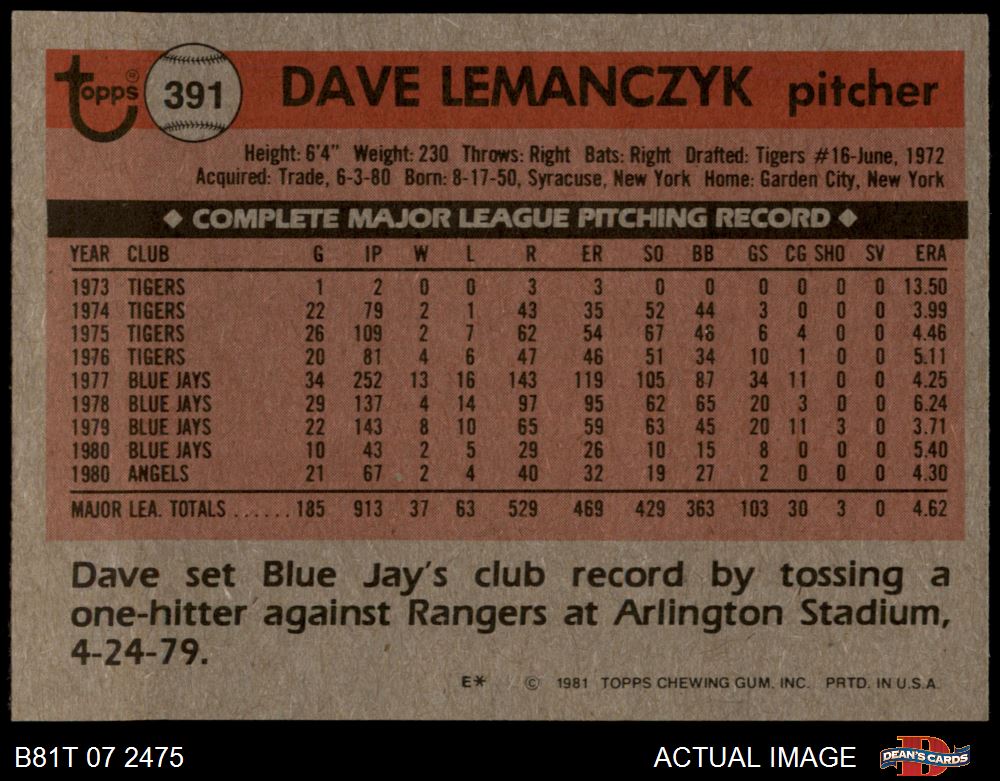 Topps® 391 DAVE LEMANCZYK pitcher
Height: 6'4" Weight: 230 Throws: Right Bats: Right Drafted: Tigers #16-June, 1972
Acquired: Trade, 6-3-80 Born: 8-17-50, Syracuse, New York Home: Garden City, New York
◆ COMPLETE MAJOR LEAGUE PITCHING RECORD ◆
YEAR CLUB G IP W L R ER SO BB GS CG SHO SV ERA
1973 TIGERS 1 2 0 0 3 3 0 0 0 0 0 0 13.50
1974 TIGERS 22 79 2 1 43 35 52 44 3 0 0 0 3.99
1975 TIGERS 26 109 2 7 62 54 67 46 6 4 0 0 4.46
1976 TIGERS 20 81 4 6 47 46 51 34 10 1 0 0 5.11
1977 BLUE JAYS 34 252 13 16 143 119 105 87 34 11 0 0 4.25
1978 BLUE JAYS 29 137 4 14 97 95 62 65 20 3 0 0 6.24
1979 BLUE JAYS 22 143 8 10 65 59 63 45 20 11 3 0 3.71
1980 BLUE JAYS 10 43 2 5 29 26 10 15 8 0 0 0 5.40
1980 ANGELS 21 67 2 4 40 32 19 27 2 0 0 0 4.30
MAJOR LEA. TOTALS ...... 185 913 37 63 529 469 429 363 103 30 3 0 4.62
Dave set Blue Jay's club record by tossing a
one-hitter against Rangers at Arlington Stadium,
4-24-79.
E* © 1981 TOPPS CHEWING GUM, INC. PRTD. IN U.S.A.
B81T 07 2475 ACTUAL IMAGE DEAN'S CARDS